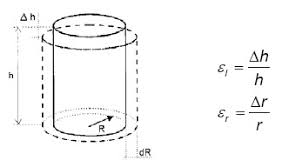 Δh
h
R
dR
ε_l = Δh/h
ε_r = Δr/r